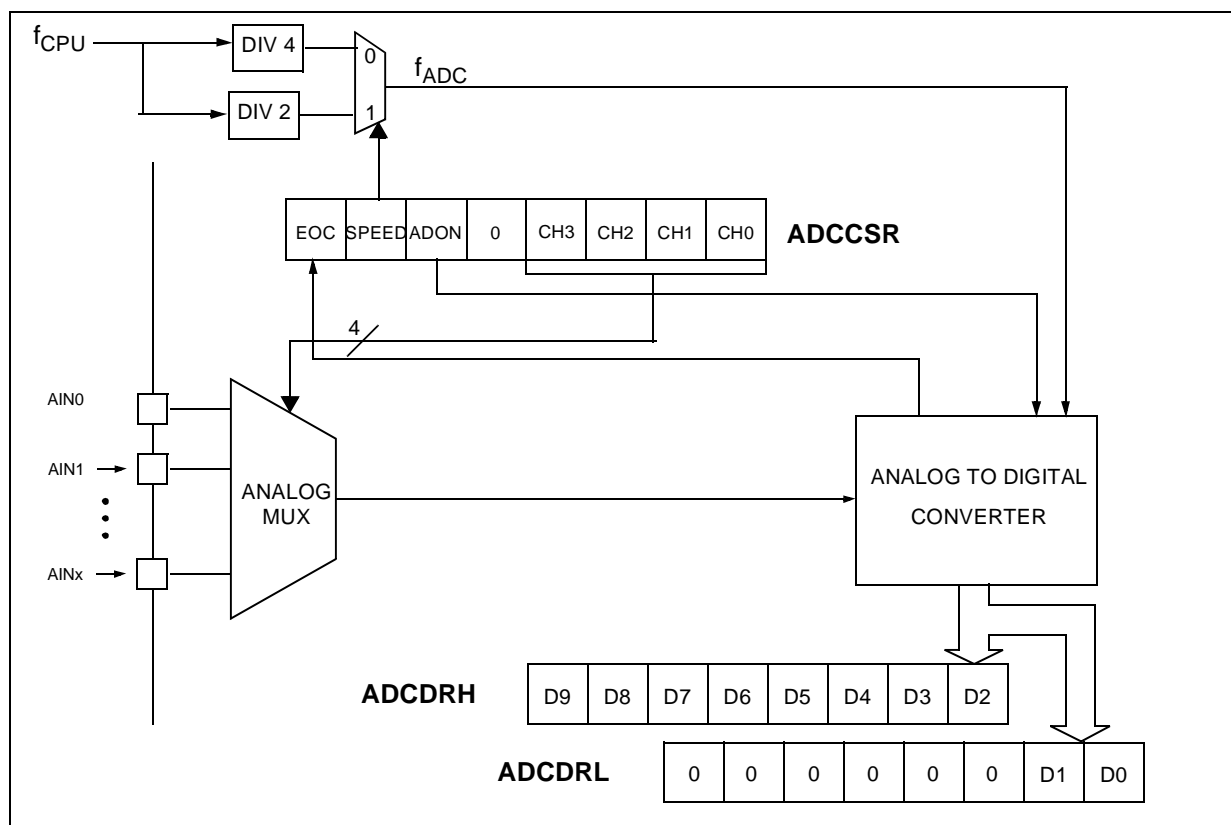 fCPU
DIV 4
0
fADC
DIV 2
1
EOC SPEED ADON 0 CH3 CH2 CH1 CH0 ADCCSR
4
AIN0
AIN1
ANALOG
MUX
ANALOG TO DIGITAL
CONVERTER
AINx
ADCDRH D9 D8 D7 D6 D5 D4 D3 D2
ADCDRL 0 0 0 0 0 0 D1 D0